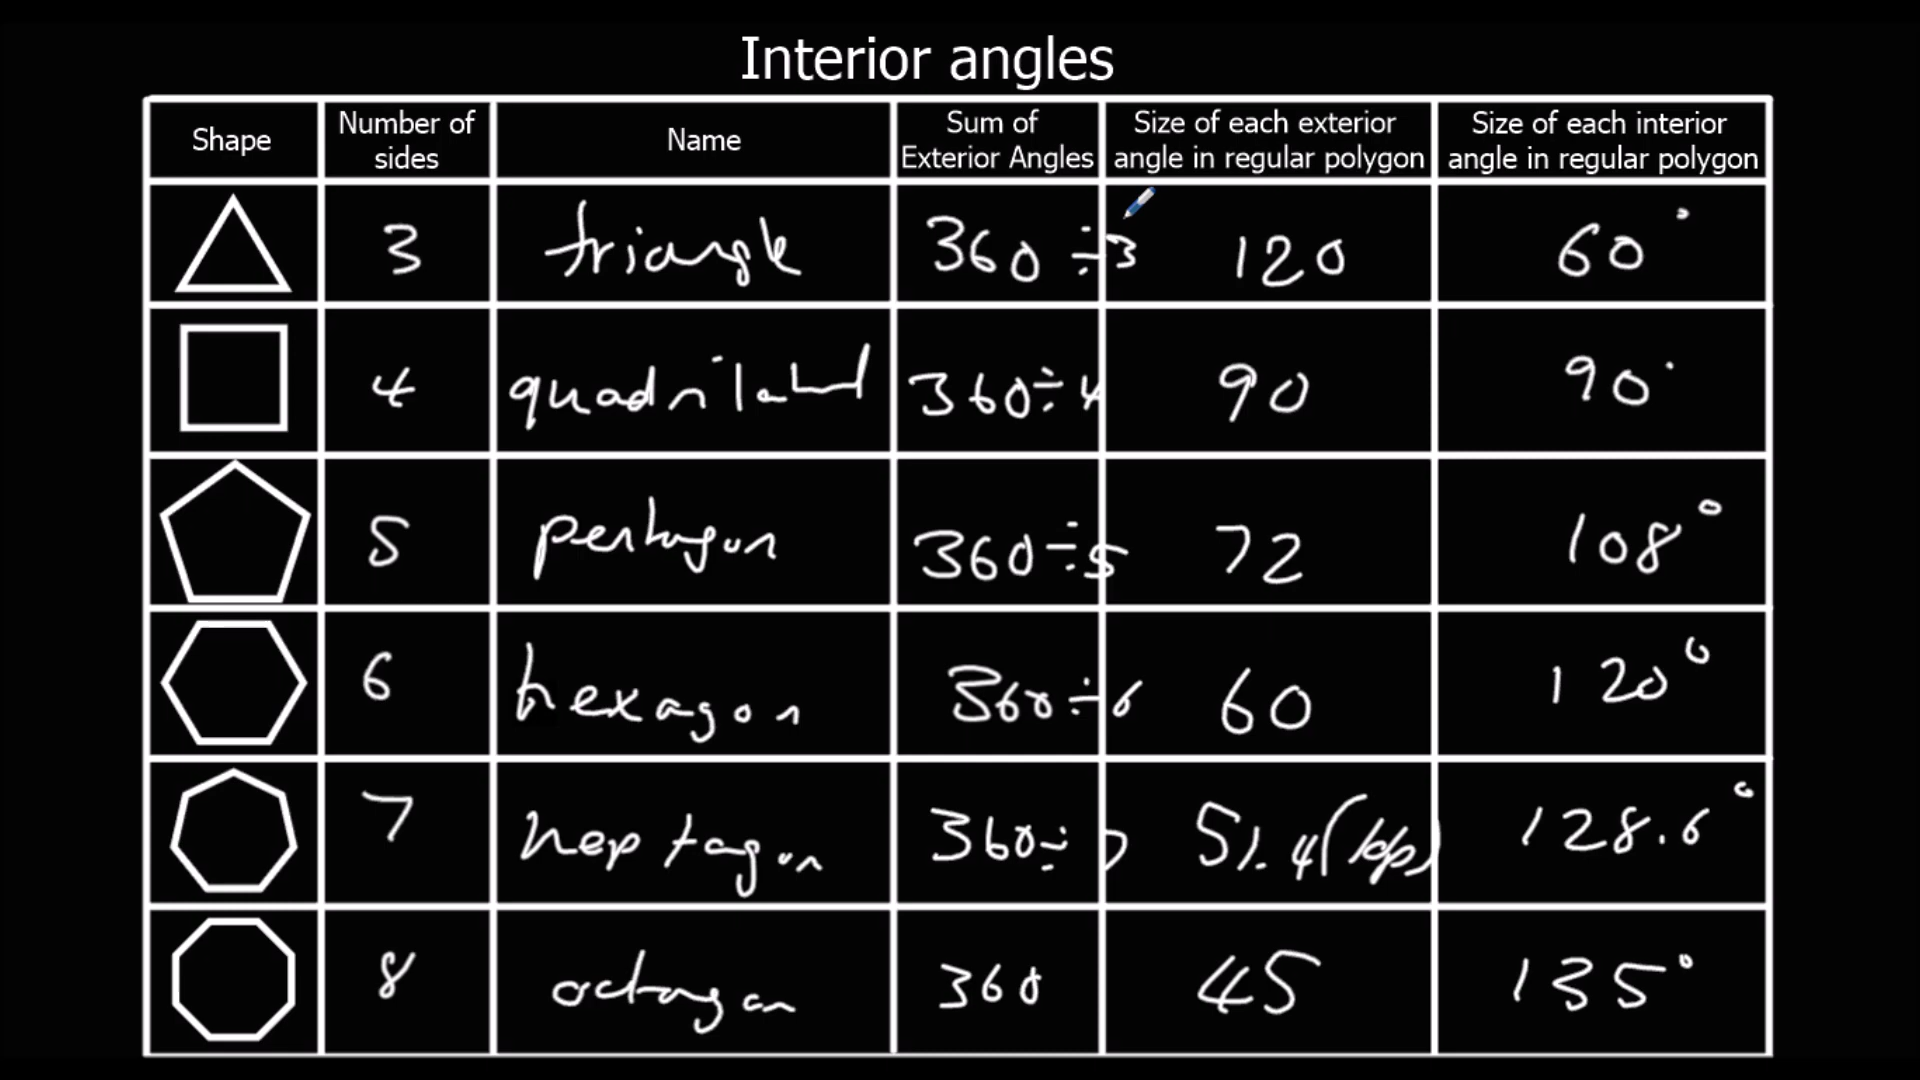 Interior angles
Shape Number of sides Name Sum of Exterior Angles Size of each exterior angle in regular polygon Size of each interior angle in regular polygon
3 triangle 360 ÷3 120 60°
4 quadrilateral 360÷4 90 90°
5 pentagon 360÷5 72 108°
6 hexagon 360÷6 60 120°
7 heptagon 360÷7 51.4(1dp) 128.6°
8 octagon 360 45 135°